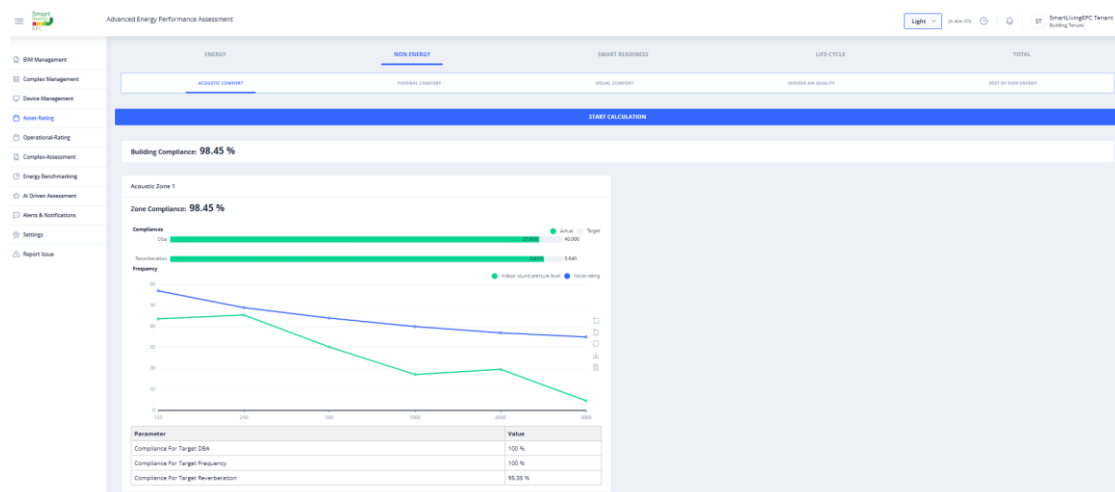 Smart
EPC
Advanced Energy Performance Assessment
Light
SmartLivingEPC Tenant
ST
Building Tenant
BIM Management
Complex Management
Device Management
Asset-Rating
Operational-Rating
Complex-Assessment
Energy Benchmarking
AI Driven Assessment
Alerts & Notifications
Settings
Report Issue
ENERGY
NON ENERGY
SMART READINESS
LIFE-CYCLE
TOTAL
ACOUSTIC COMFORT
THERMAL COMFORT
VISUAL COMFORT
INDOOR AIR QUALITY
REST OF NON ENERGY
START CALCULATION
Building Compliance: 98.45 %
Acoustic Zone 1
Zone Compliance: 98.45 %
Compliances
Actual Target
Dba
40.000
Reverberation
0.640
Frequency
Indoor sound pressure level Noise rating
60
50
40
30
20
10
0
125 250 500 1000 2000 4000
Parameter Value
Compliance For Target DBA 100 %
Compliance For Target Frequency 100 %
Compliance For Target Reverberation 95.35 %